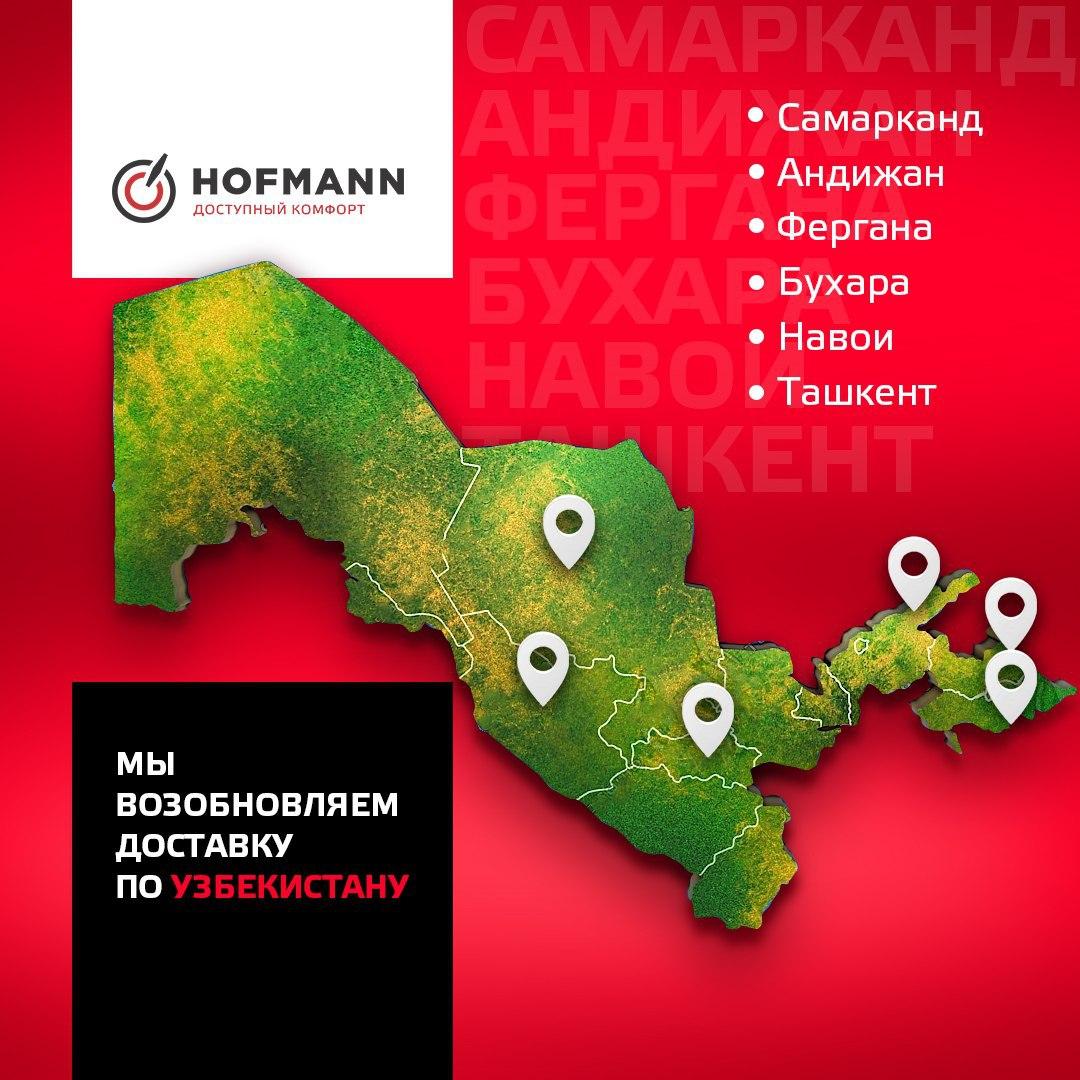 САМАРКАНД
АНДИЖАН
ФЕРГАНА
БУХАРА
НАВОИ
ТАШКЕНТ
HOFMANN
ДОСТУПНЫЙ КОМФОРТ
• Самарканд
• Андижан
• Фергана
• Бухара
• Навои
• Ташкент
МЫ
ВОЗОБНОВЛЯЕМ
ДОСТАВКУ
ПО УЗБЕКИСТАНУ